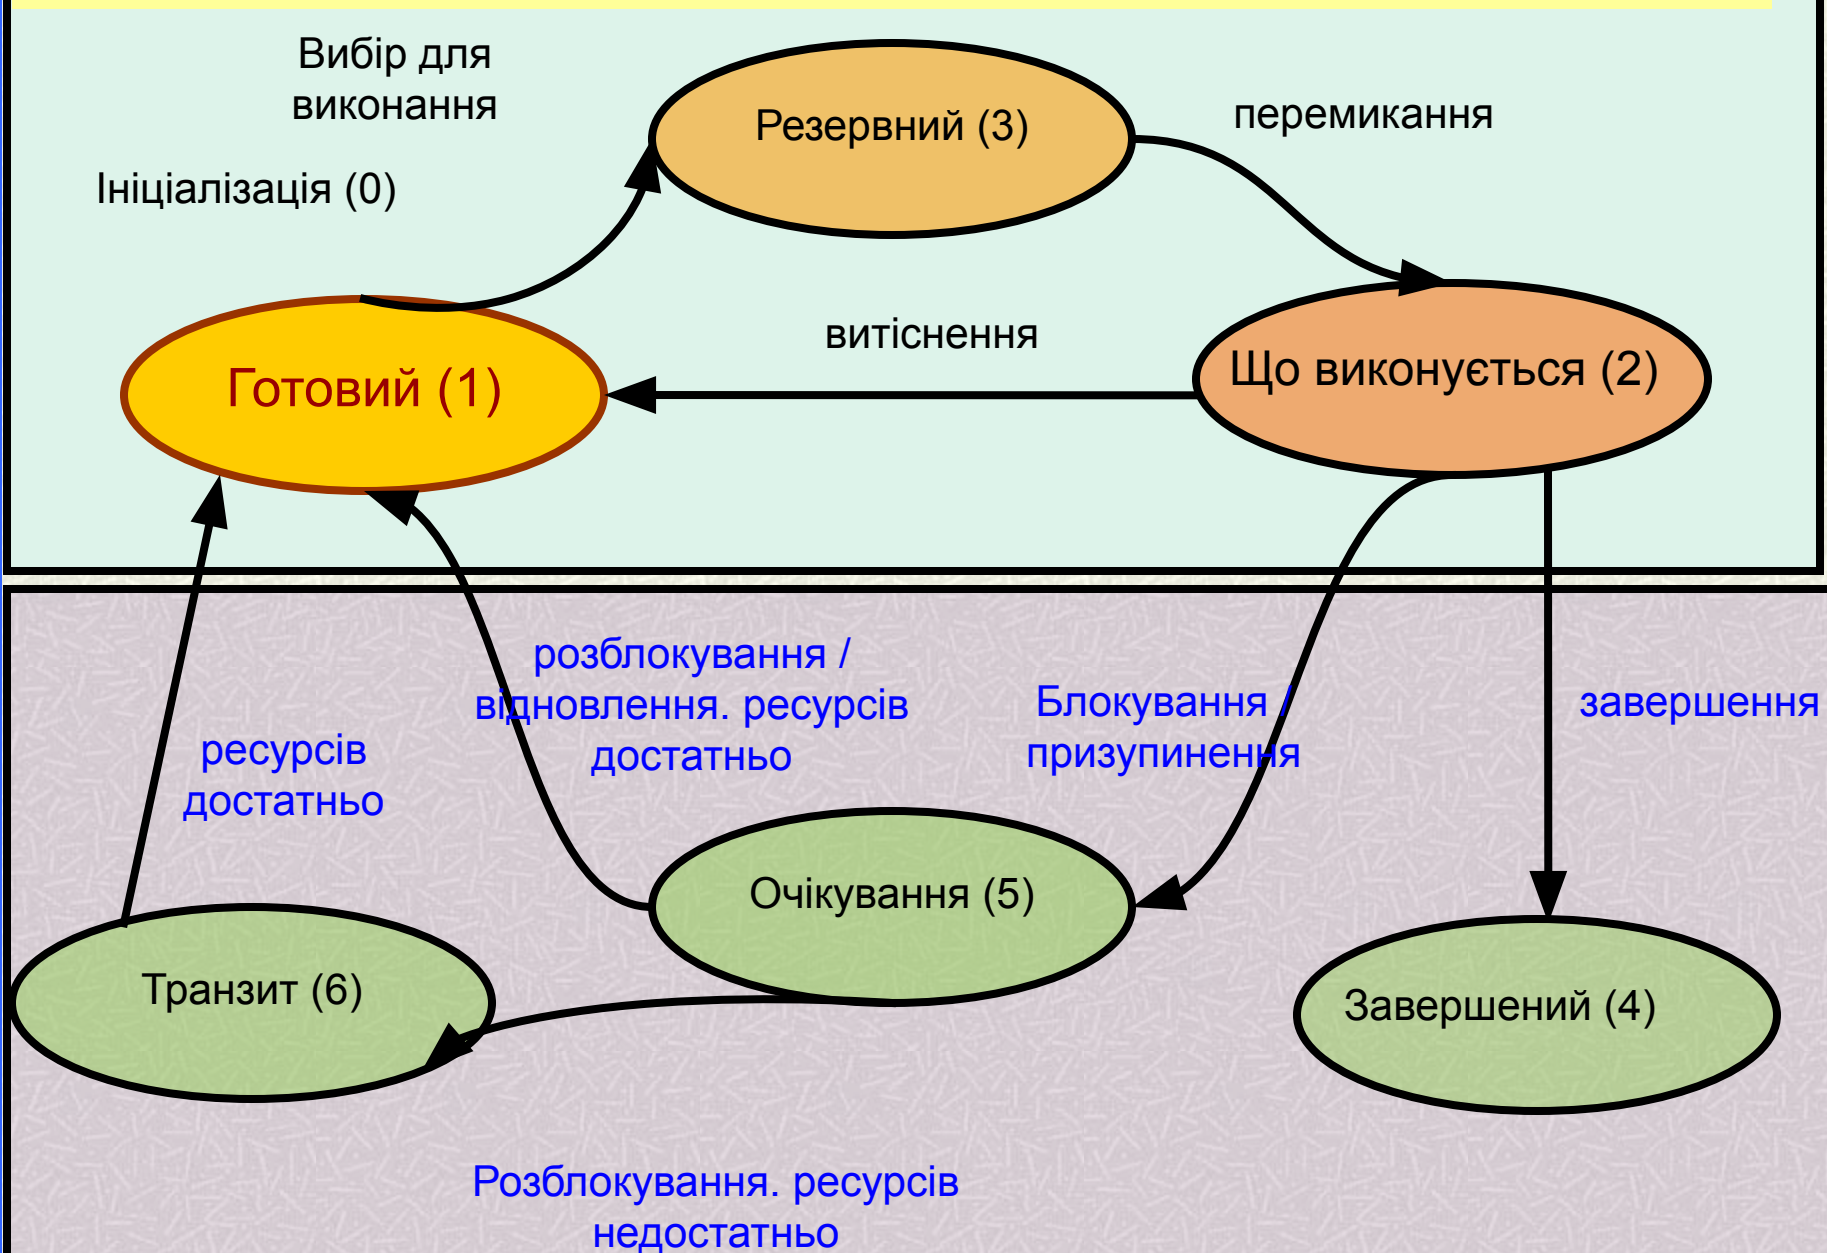 Вибір для
виконання
Резервний (3)
перемикання
Ініціалізація (0)
витіснення
Готовий (1)
Що виконується (2)
розблокування /
відновлення. ресурсів
достатньо
Блокування /
призупинення
завершення
ресурсів
достатньо
Очікування (5)
Транзит (6)
Завершений (4)
Розблокування. ресурсів
недостатньо